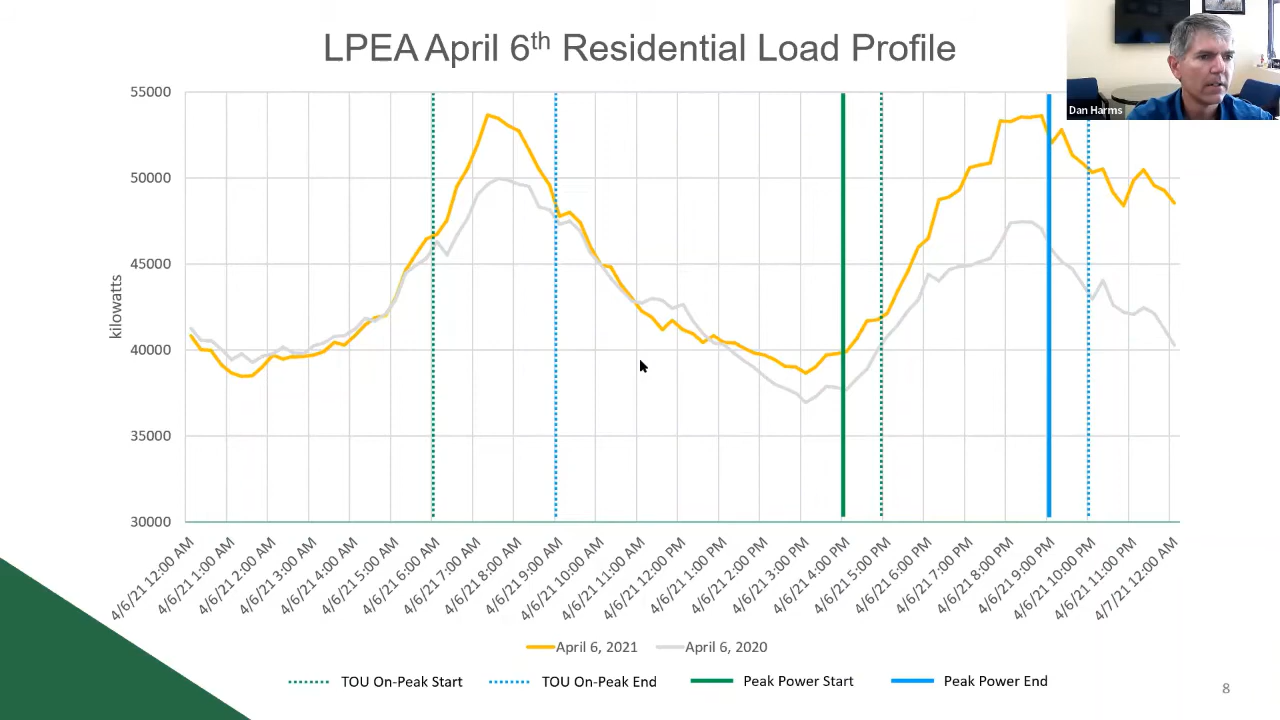 LPEA April 6th Residential Load Profile
Dan Harms
55000
50000
45000
40000
35000
30000
kilowatts
4/6/21 12:00 AM
4/6/21 1:00 AM
4/6/21 2:00 AM
4/6/21 3:00 AM
4/6/21 4:00 AM
4/6/21 5:00 AM
4/6/21 6:00 AM
4/6/21 7:00 AM
4/6/21 8:00 AM
4/6/21 9:00 AM
4/6/21 10:00 AM
4/6/21 11:00 AM
4/6/21 12:00 PM
4/6/21 1:00 PM
4/6/21 2:00 PM
4/6/21 3:00 PM
4/6/21 4:00 PM
4/6/21 5:00 PM
4/6/21 6:00 PM
4/6/21 7:00 PM
4/6/21 8:00 PM
4/6/21 9:00 PM
4/6/21 10:00 PM
4/6/21 11:00 PM
4/7/21 12:00 AM
April 6, 2021 April 6, 2020
TOU On-Peak Start TOU On-Peak End Peak Power Start Peak Power End
8